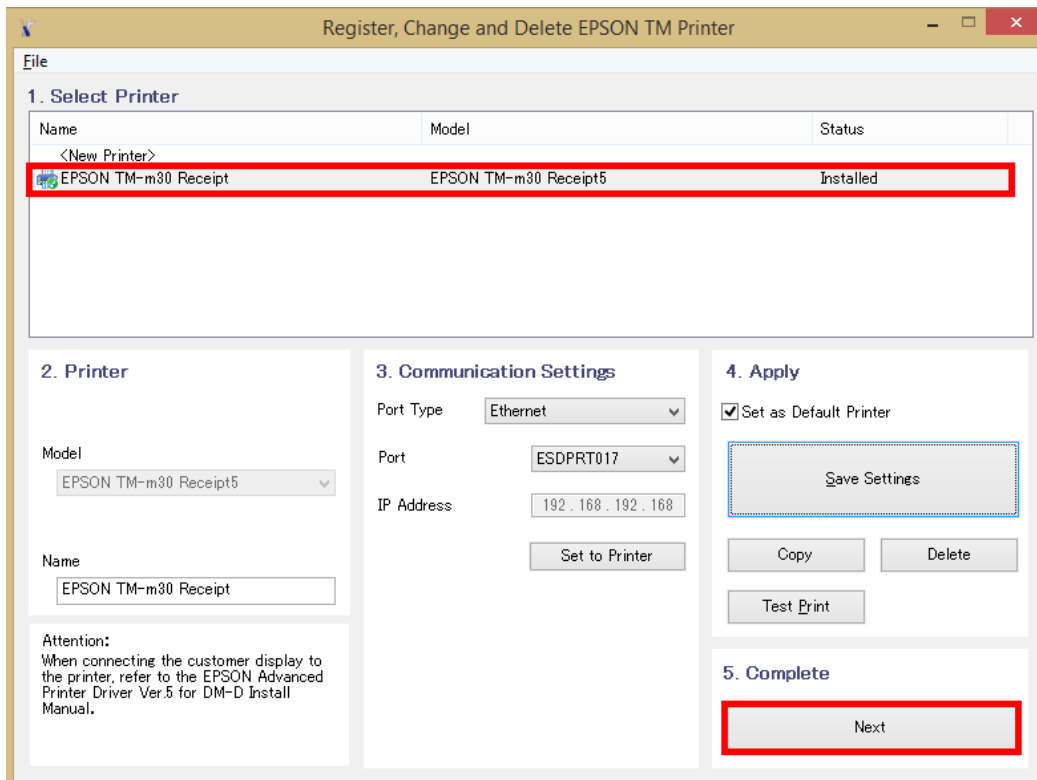 Register, Change and Delete EPSON TM Printer
File
1. Select Printer
Name Model Status
<New Printer>
EPSON TM-m30 Receipt EPSON TM-m30 Receipt5 Installed
2. Printer
Model
EPSON TM-m30 Receipt5
Name
EPSON TM-m30 Receipt
Attention:
When connecting the customer display to
the printer, refer to the EPSON Advanced
Printer Driver Ver.5 for DM-D Install
Manual.
3. Communication Settings
Port Type Ethernet
Port ESDPRT017
IP Address 192 . 168 . 192 . 168
Set to Printer
4. Apply
Set as Default Printer
Save Settings
Copy Delete
Test Print
5. Complete
Next